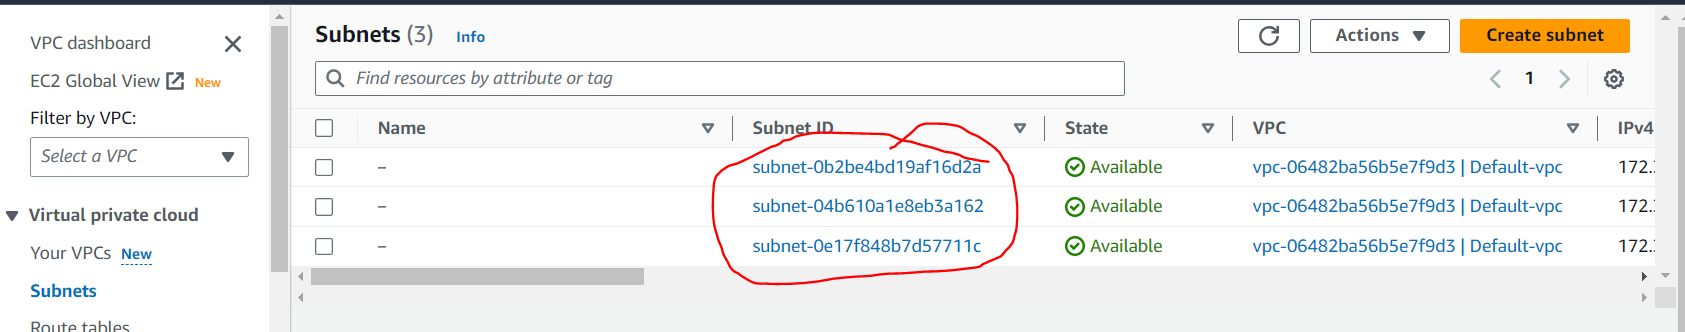 VPC dashboard
EC2 Global View New
Filter by VPC:
Select a VPC
Virtual private cloud
Your VPCs New
Subnets
Route tables
Subnets (3) Info
Actions
Create subnet
Find resources by attribute or tag
1
Name Subnet ID State VPC IPv4
– subnet-0b2be4bd19af16d2a Available vpc-06482ba56b5e7f9d3 | Default-vpc 172.
– subnet-04b610a1e8eb3a162 Available vpc-06482ba56b5e7f9d3 | Default-vpc 172.
– subnet-0e17f848b7d57711c Available vpc-06482ba56b5e7f9d3 | Default-vpc 172.